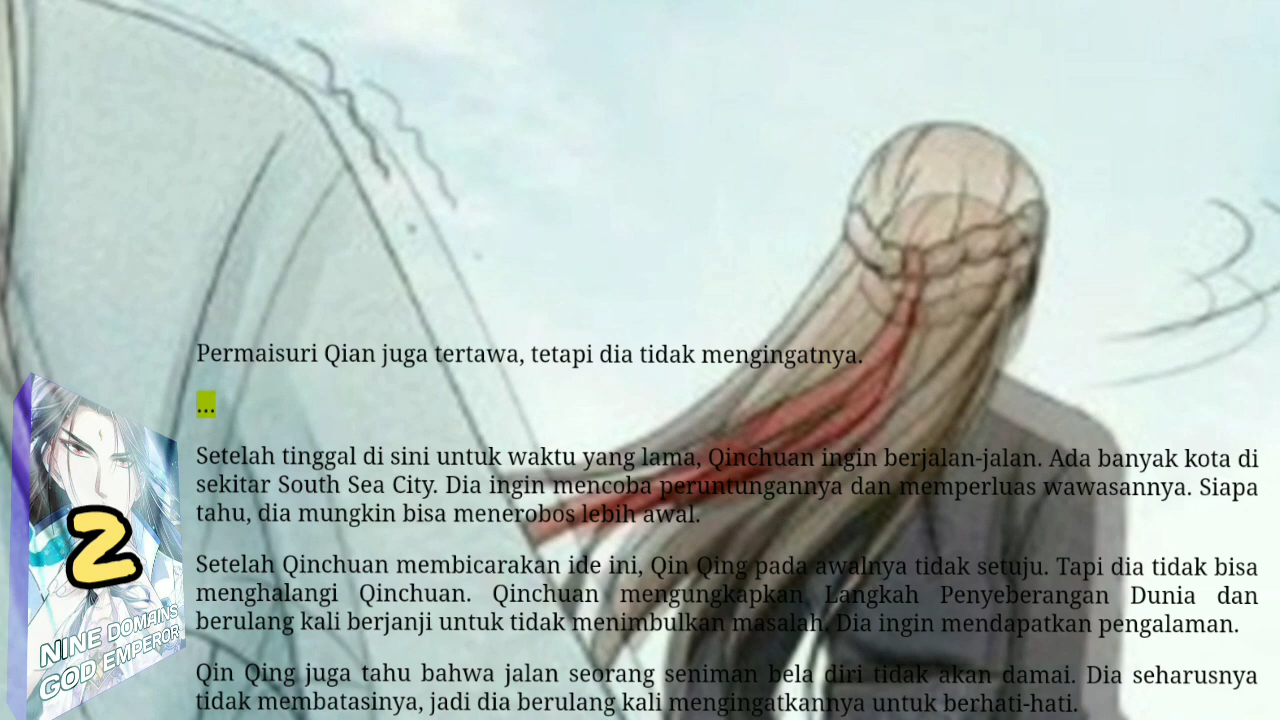 Permaisuri Qian juga tertawa, tetapi dia tidak mengingatnya.
...
Setelah tinggal di sini untuk waktu yang lama, Qinchuan ingin berjalan-jalan. Ada banyak kota di
sekitar South Sea City. Dia ingin mencoba peruntungannya dan memperluas wawasannya. Siapa
tahu, dia mungkin bisa menerobos lebih awal.
Setelah Qinchuan membicarakan ide ini, Qin Qing pada awalnya tidak setuju. Tapi dia tidak bisa
menghalangi Qinchuan. Qinchuan mengungkapkan Langkah Penyeberangan Dunia dan
berulang kali berjanji untuk tidak menimbulkan masalah. Dia ingin mendapatkan pengalaman.
Qin Qing juga tahu bahwa jalan seorang seniman bela diri tidak akan damai. Dia seharusnya
tidak membatasinya, jadi dia berulang kali mengingatkannya untuk berhati-hati.
2
NINE DOMAINS
GOD EMPEROR